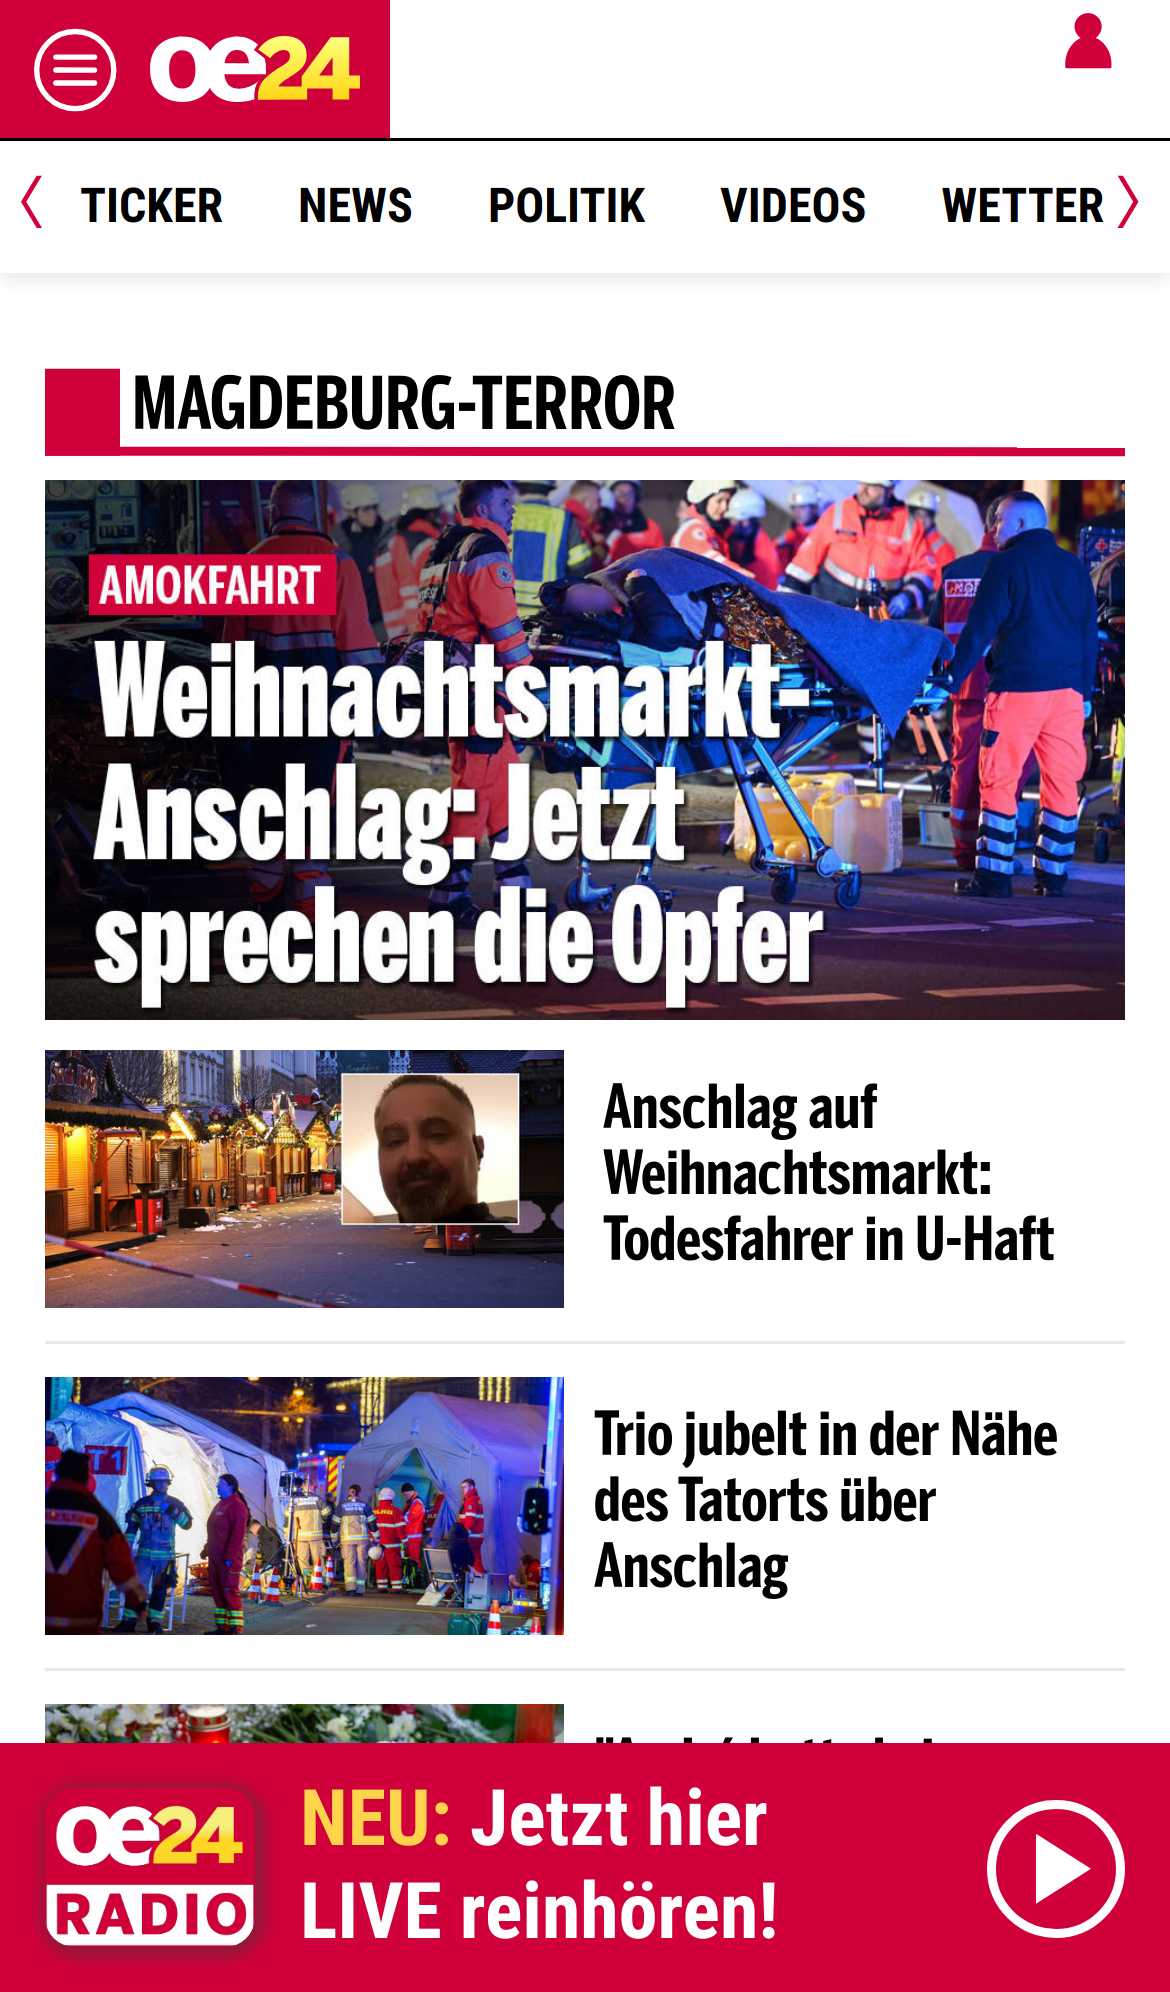 oe24
TICKER NEWS POLITIK VIDEOS WETTER
MAGDEBURG-TERROR
AMOKFAHRT
Weihnachtsmarkt-
Anschlag: Jetzt
sprechen die Opfer
Anschlag auf
Weihnachtsmarkt:
Todesfahrer in U-Haft
Trio jubelt in der Nähe
des Tatorts über
Anschlag
T1
oe24
RADIO
NEU: Jetzt hier
LIVE reinhören!